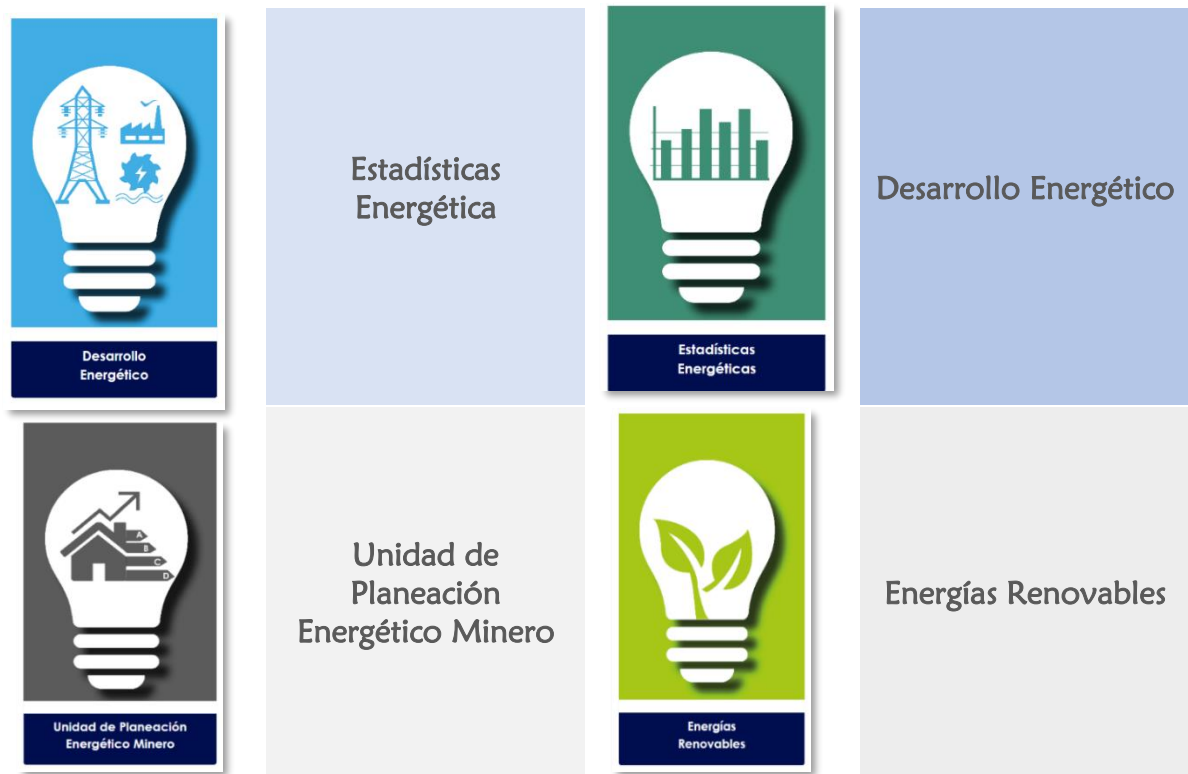 Desarrollo
Energético
Estadísticas
Energética
Estadísticas
Energéticas
Desarrollo Energético
A
B
C
D
Unidad de Planeación
Energético Minero
Unidad de
Planeación
Energético Minero
Energías
Renovables
Energías Renovables